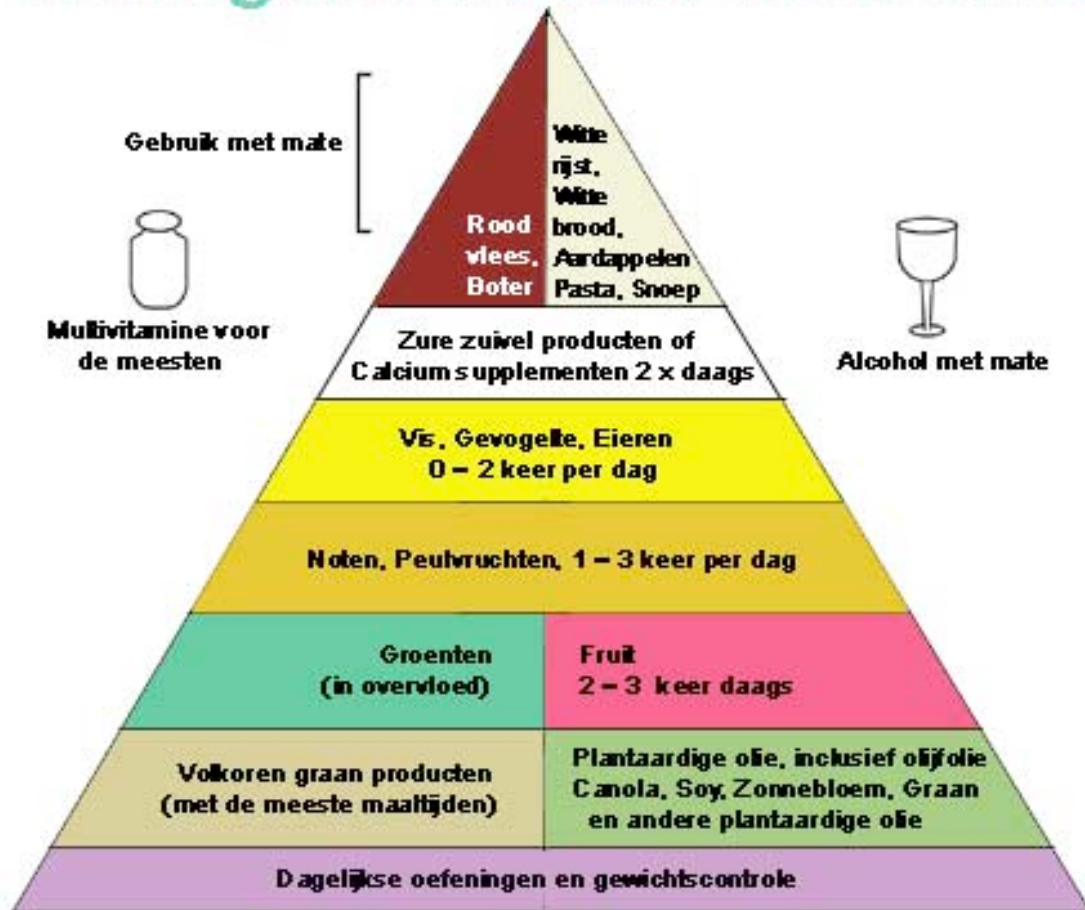 Gebruik met mate
Witte
rijst,
Witte
brood,
Aardappelen
Pasta, Snoep
Rood
vlees,
Boter
Multivitamine voor
de meesten
Alcohol met mate
Zure zuivel producten of
Calcium supplementen 2 x daags
Vis, Gevogelte, Eieren
0 – 2 keer per dag
Noten, Peulvruchten, 1 – 3 keer per dag
Groenten
(in overvloed)
Fruit
2 – 3 keer daags
Volkoren graan producten
(met de meeste maaltijden)
Plantaardige olie, inclusief olijfolie
Canola, Soy, Zonnebloem, Graan
en andere plantaardige olie
Dagelijkse oefeningen en gewichtscontrole